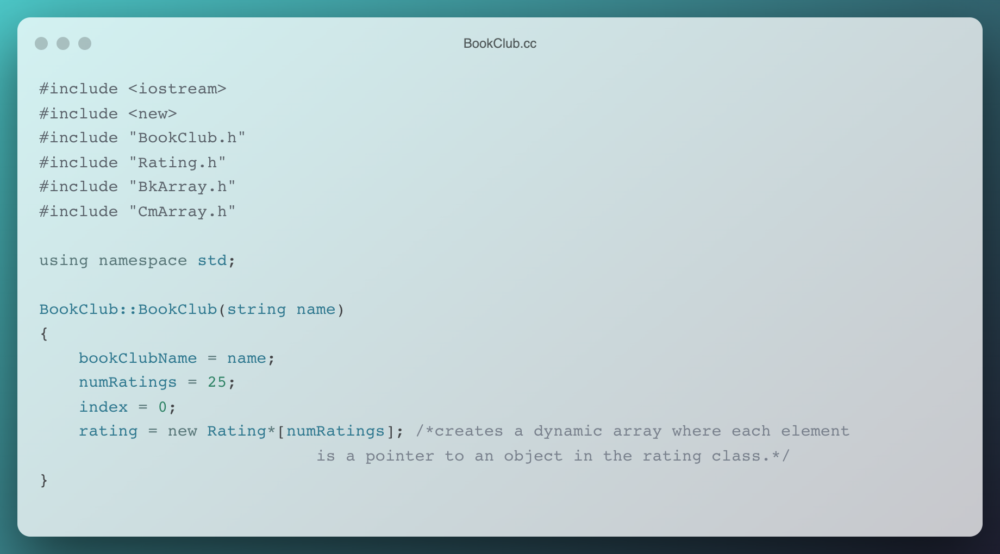 BookClub.cc
#include <iostream>
#include <new>
#include "BookClub.h"
#include "Rating.h"
#include "BkArray.h"
#include "CmArray.h"
using namespace std;
BookClub::BookClub(string name)
{
    bookClubName = name;
    numRatings = 25;
    index = 0;
    rating = new Rating*[numRatings]; /*creates a dynamic array where each element
                            is a pointer to an object in the rating class.*/
}